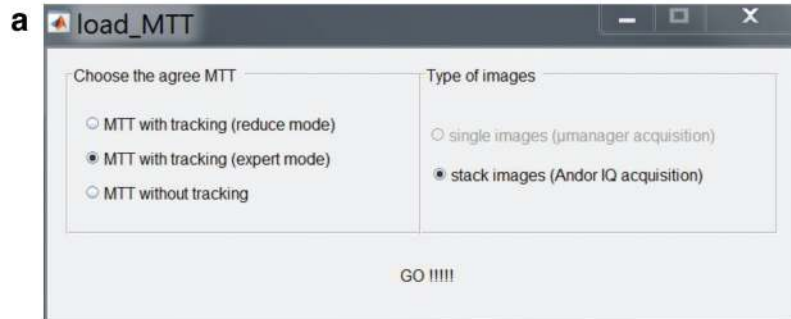 a
load_MTT
Choose the agree MTT
Type of images
MTT with tracking (reduce mode)
MTT with tracking (expert mode)
MTT without tracking
single images (µmanager acquisition)
stack images (Andor IQ acquisition)
GO !!!!!